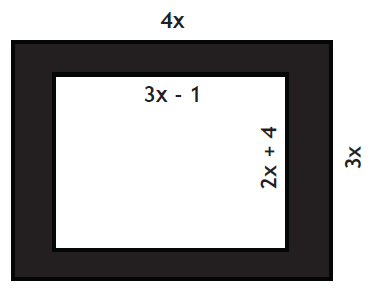 4x
3x - 1
2x + 4
3x